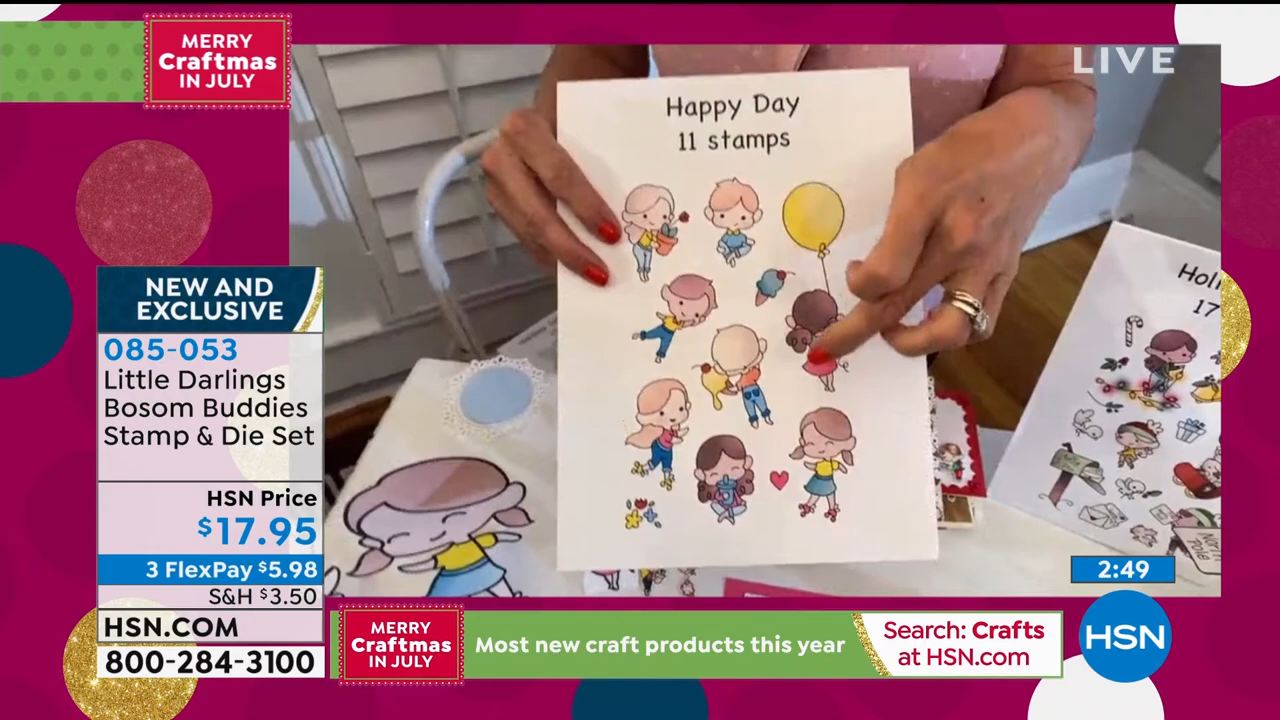 MERRY
Craftmas
IN JULY
LIVE
Happy Day
11 stamps
17
NEW AND
EXCLUSIVE
085-053
Little Darlings
Bosom Buddies
Stamp & Die Set
HSN Price
$17.95
3 FlexPay $5.98
S&H $3.50
HSN.COM
800-284-3100
2:49
MERRY
Craftmas
IN JULY
Most new craft products this year
Search: Crafts
at HSN.com
HSN